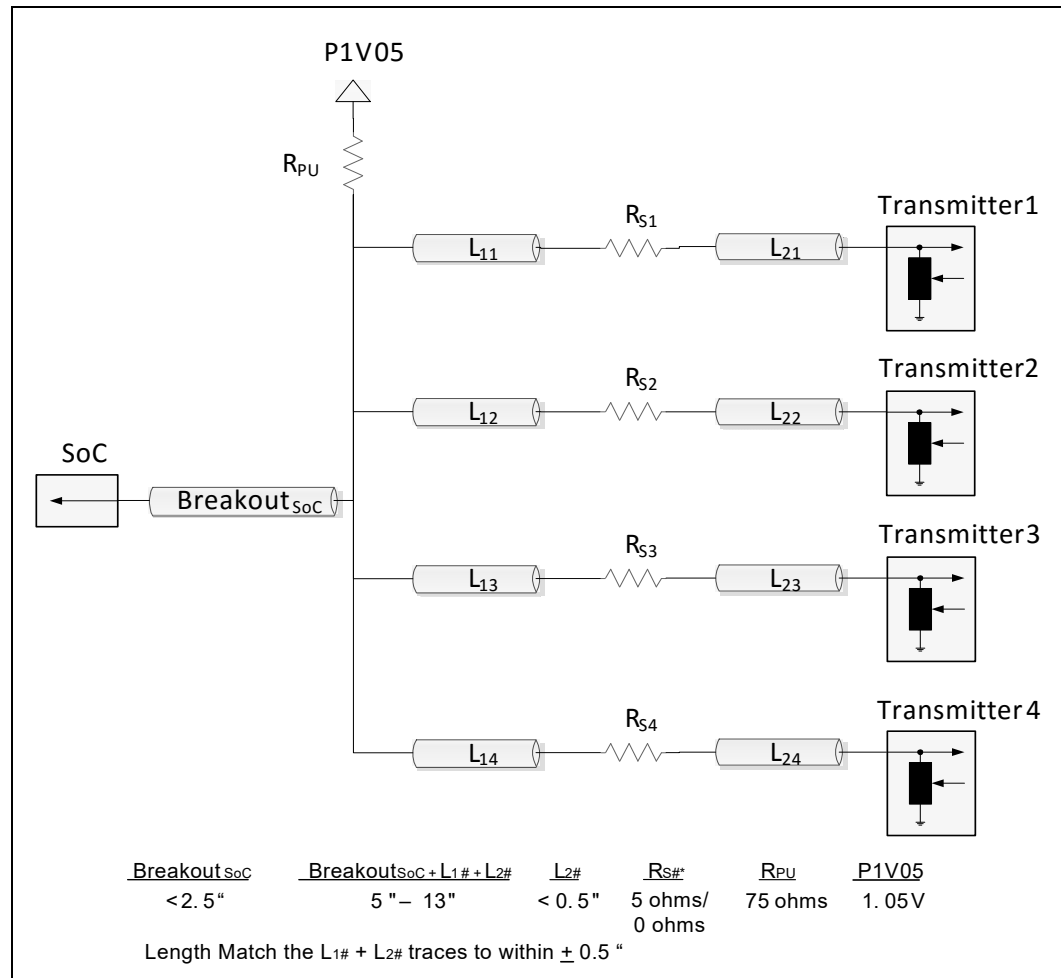 P1V05
RPU
RS1
Transmitter1
L11
L21
RS2
Transmitter2
L12
L22
SoC
BreakoutSoC
RS3
Transmitter3
L13
L23
RS4
Transmitter4
L14
L24
BreakoutSoC BreakoutSoC + L1# + L2# L2# RS#* RPU P1V05
<2.5“ 5"– 13" < 0.5" 5 ohms/ 75 ohms 1.05V
0 ohms
Length Match the L1# + L2# traces to within ± 0.5 “